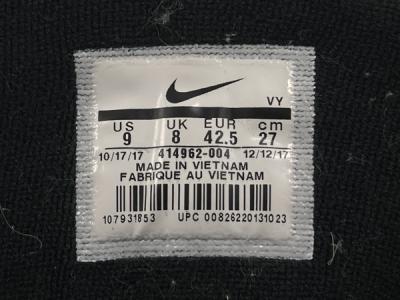 VY
US UK EUR cm
9 8 42.5 27
10/17/17 414962-004 12/12/17
MADE IN VIETNAM
FABRIQUE AU VIETNAM
107931853 UPC 00826220131023